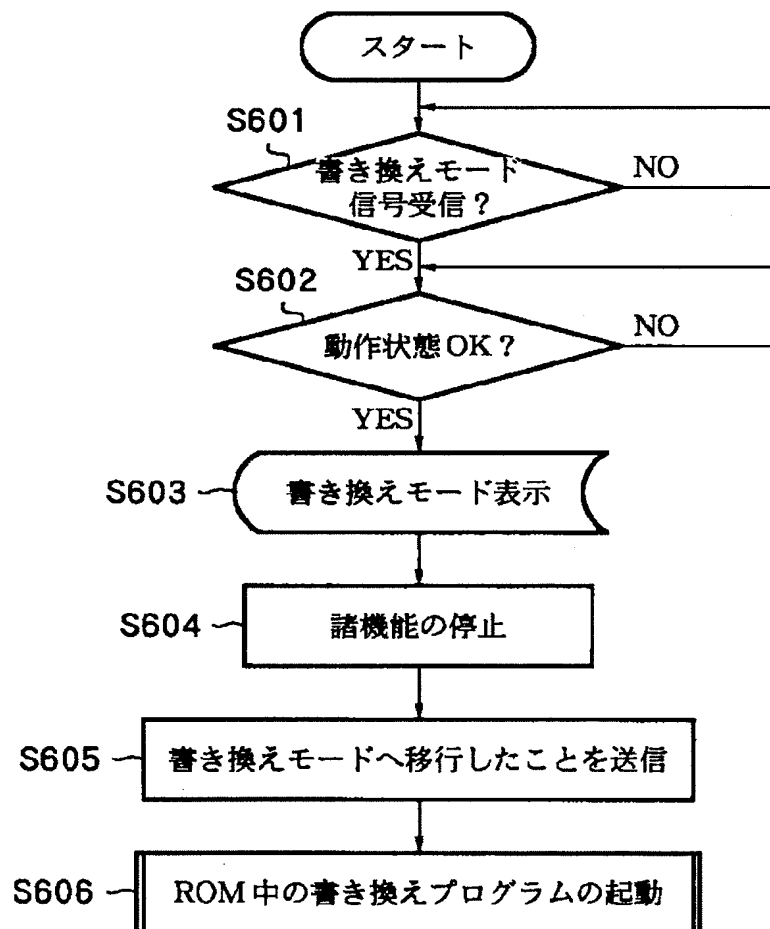 スタート
S601
書き換えモード
信号受信？
NO
YES
S602
動作状態OK？
NO
YES
S603
書き換えモード表示
S604
諸機能の停止
S605
書き換えモードへ移行したことを送信
S606
ROM中の書き換えプログラムの起動